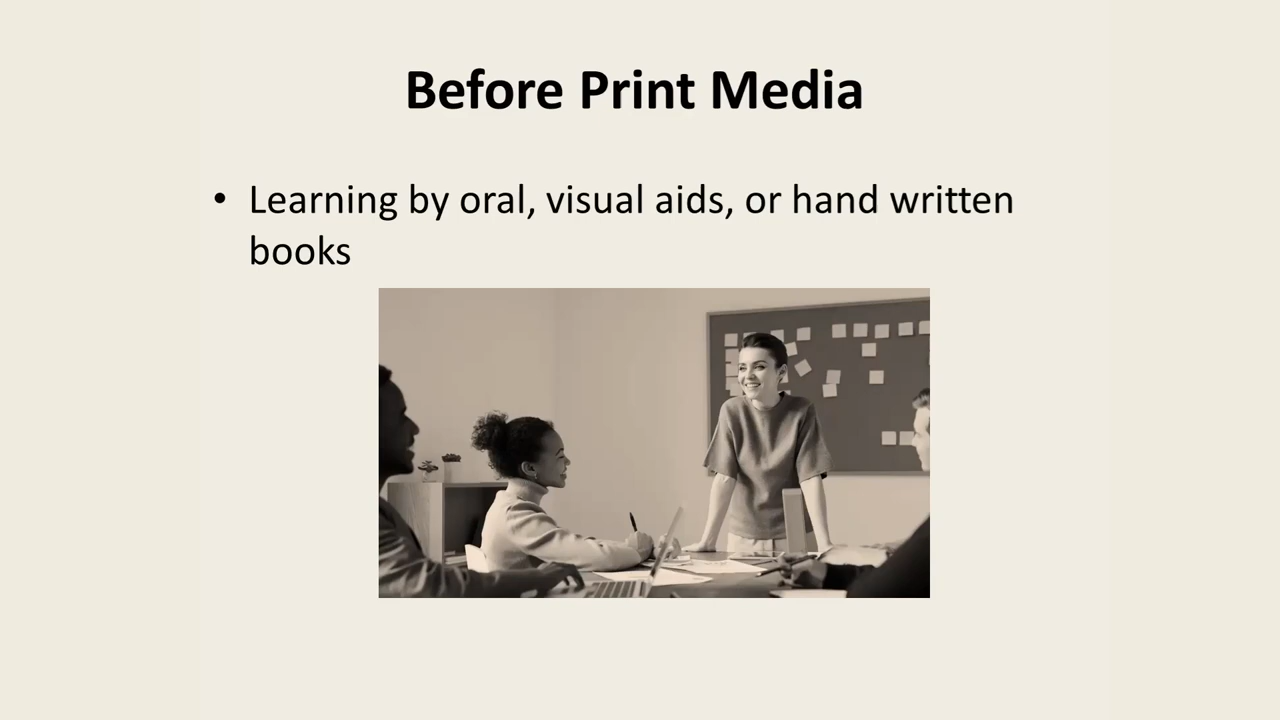 Before Print Media
• Learning by oral, visual aids, or hand written
books